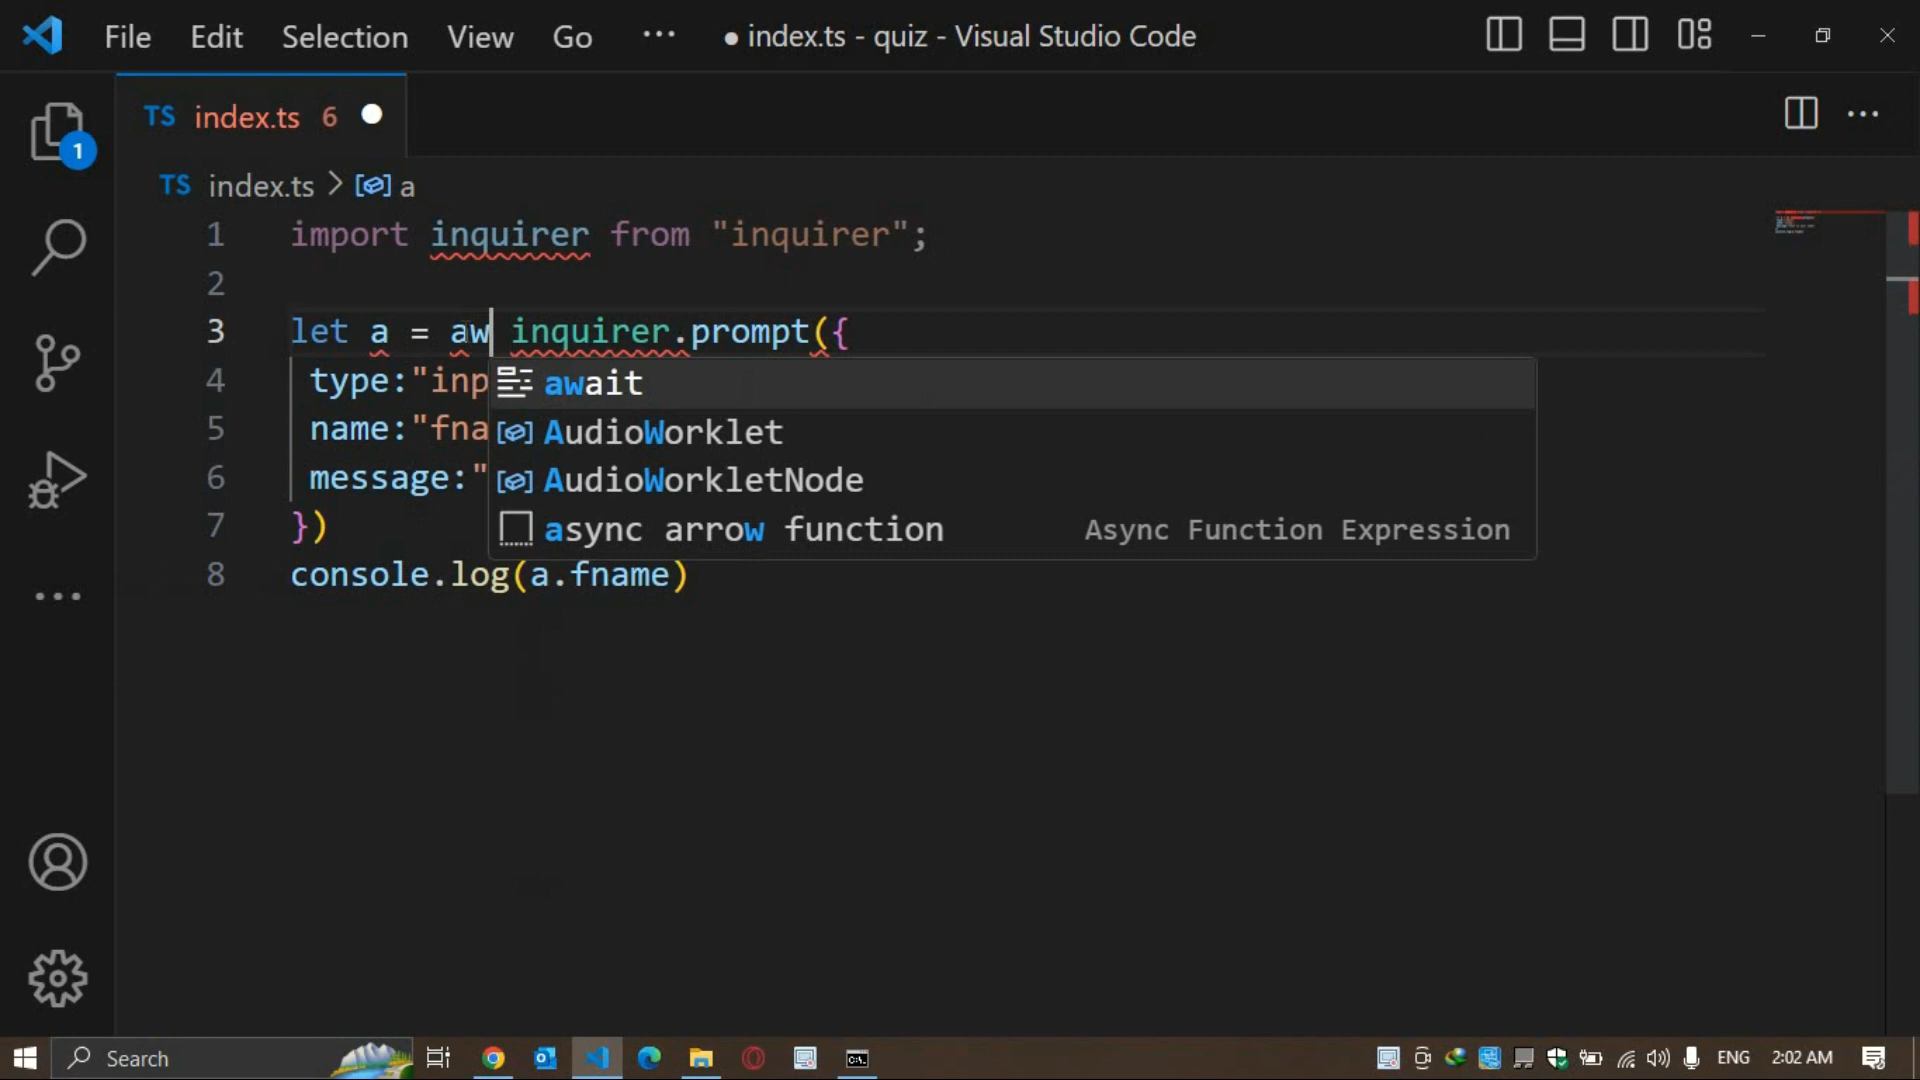 File Edit Selection View Go ··· ● index.ts - quiz - Visual Studio Code
TS index.ts 6 ●
1
TS index.ts > a
1 import inquirer from "inquirer";
2
3 let a = aw inquirer.prompt({
4 type:"inp
await
5 name:"fna
AudioWorklet
6 message:"
AudioWorkletNode
7 })
async arrow function Async Function Expression
8 console.log(a.fname)
Search
ENG 2:02 AM